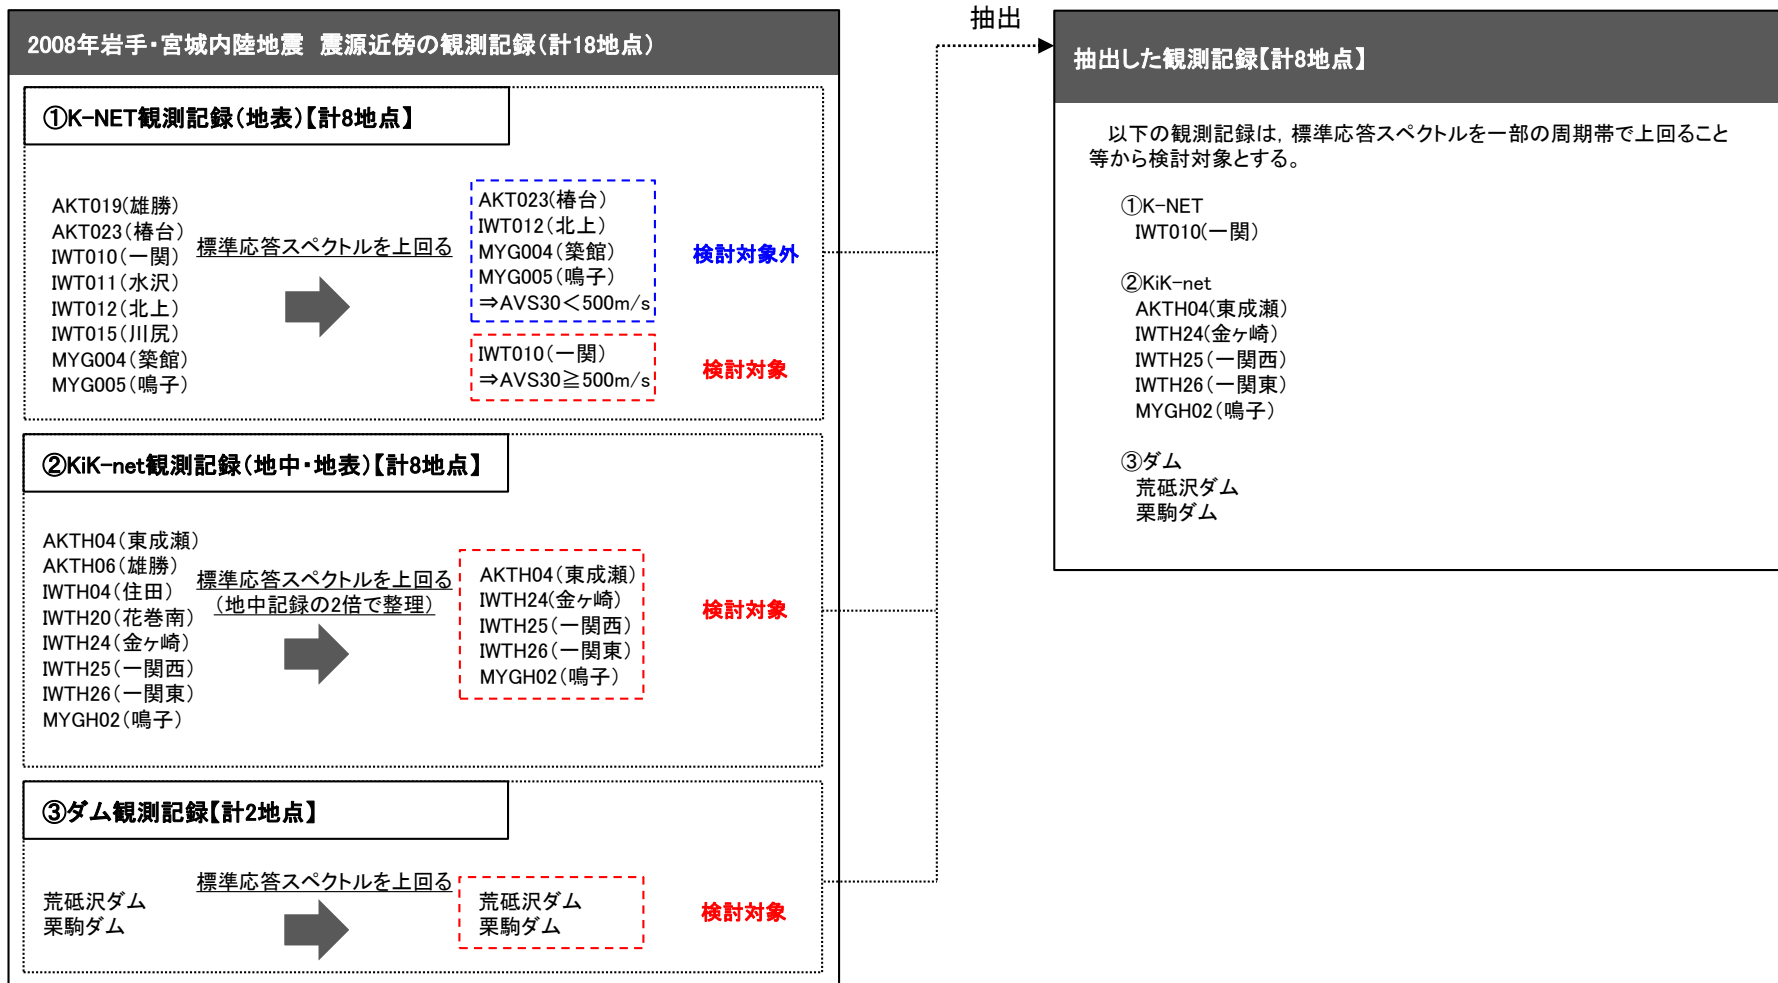 2008年岩手・宮城内陸地震　震源近傍の観測記録（計18地点）
①K-NET観測記録（地表）【計8地点】
AKT019(雄勝）
AKT023(椿台）
IWT010（一関）
IWT011（水沢）
IWT012（北上）
IWT015（川尻）
MYG004（築館）
MYG005（鳴子）
標準応答スペクトルを上回る
AKT023(椿台）
IWT012（北上）
MYG004（築館）
MYG005（鳴子）
⇒AVS30＜500m/s
検討対象外
IWT010（一関）
⇒AVS30≧500m/s
検討対象
②KiK-net観測記録（地中・地表）【計8地点】
AKTH04（東成瀬）
AKTH06（雄勝）
IWTH04（住田）
IWTH20（花巻南）
IWTH24（金ヶ崎）
IWTH25（一関西）
IWTH26（一関東）
MYGH02（鳴子）
標準応答スペクトルを上回る
（地中記録の2倍で整理）
AKTH04（東成瀬）
IWTH24（金ヶ崎）
IWTH25（一関西）
IWTH26（一関東）
MYGH02（鳴子）
検討対象
③ダム観測記録【計2地点】
荒砥沢ダム
栗駒ダム
標準応答スペクトルを上回る
荒砥沢ダム
栗駒ダム
検討対象
抽出
抽出した観測記録【計8地点】
以下の観測記録は，標準応答スペクトルを一部の周期帯で上回ること
等から検討対象とする。
①K-NET
IWT010(一関）
②KiK-net
AKTH04（東成瀬）
IWTH24（金ヶ崎）
IWTH25（一関西）
IWTH26（一関東）
MYGH02（鳴子）
③ダム
荒砥沢ダム
栗駒ダム